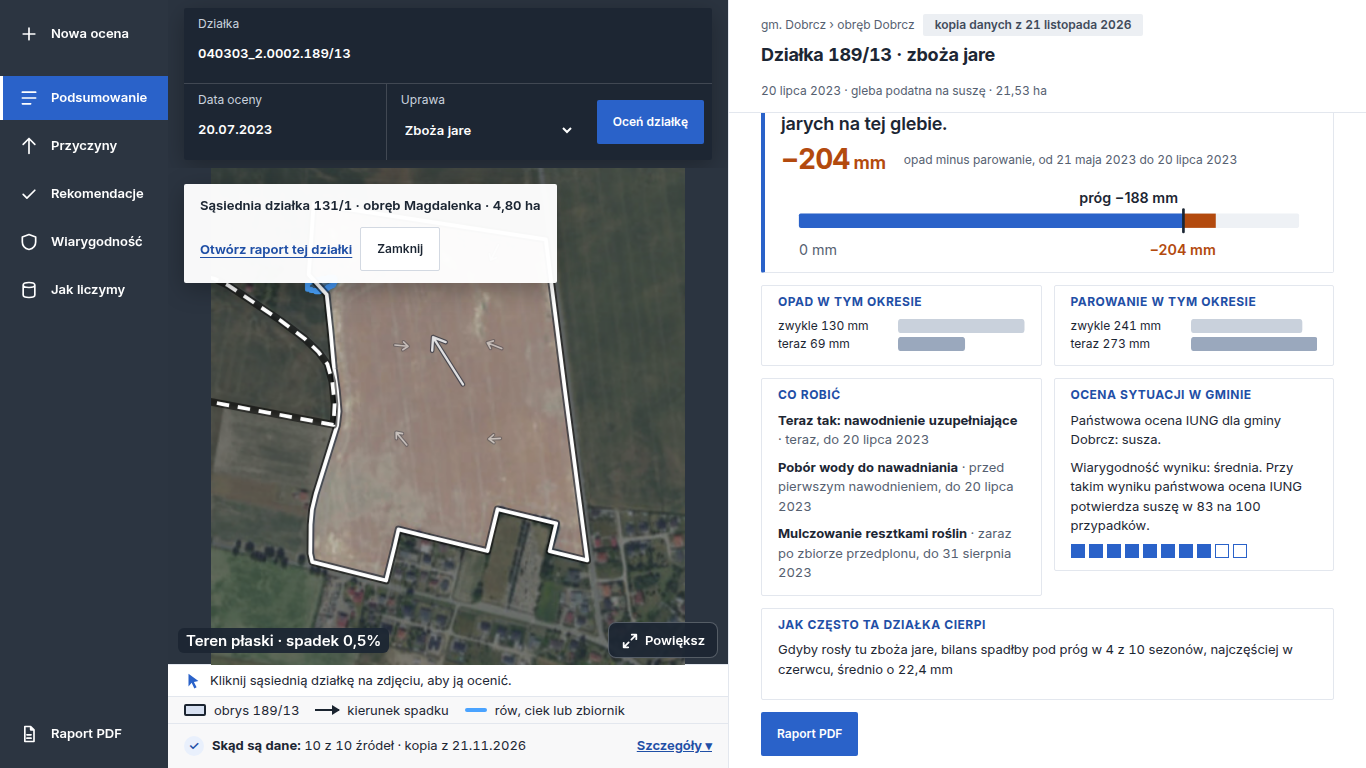 Nowa ocena
Podsumowanie
Przyczyny
Rekomendacje
Wiarygodność
Jak liczymy
Raport PDF
Działka
040303_2.0002.189/13
Data oceny
20.07.2023
Uprawa
Zboża jare
Oceń działkę
Sąsiednia działka 131/1 · obręb Magdalenka · 4,80 ha
Otwórz raport tej działki
Zamknij
Teren płaski · spadek 0,5%
Powiększ
Kliknij sąsiednią działkę na zdjęciu, aby ją ocenić.
obrys 189/13
kierunek spadku
rów, ciek lub zbiornik
Skąd są dane: 10 z 10 źródeł · kopia z 21.11.2026
Szczegóły ▾
gm. Dobrcz › obręb Dobrcz
kopia danych z 21 listopada 2026
Działka 189/13 · zboża jare
20 lipca 2023 · gleba podatna na suszę · 21,53 ha
jarych na tej glebie.
−204 mm
opad minus parowanie, od 21 maja 2023 do 20 lipca 2023
próg −188 mm
0 mm
−204 mm
OPAD W TYM OKRESIE
zwykle 130 mm
teraz 69 mm
PAROWANIE W TYM OKRESIE
zwykle 241 mm
teraz 273 mm
CO ROBIĆ
Teraz tak: nawodnienie uzupełniające
· teraz, do 20 lipca 2023
Pobór wody do nawadniania · przed
pierwszym nawodnieniem, do 20 lipca
2023
Mulczowanie resztkami roślin · zaraz
po zbiorze przedplonu, do 31 sierpnia
2023
OCENA SYTUACJI W GMINIE
Państwowa ocena IUNG dla gminy
Dobrcz: susza.
Wiarygodność wyniku: średnia. Przy
takim wyniku państwowa ocena IUNG
potwierdza suszę w 83 na 100
przypadków.
JAK CZĘSTO TA DZIAŁKA CIERPI
Gdyby rosły tu zboża jare, bilans spadłby pod próg w 4 z 10 sezonów, najczęściej w
czerwcu, średnio o 22,4 mm
Raport PDF